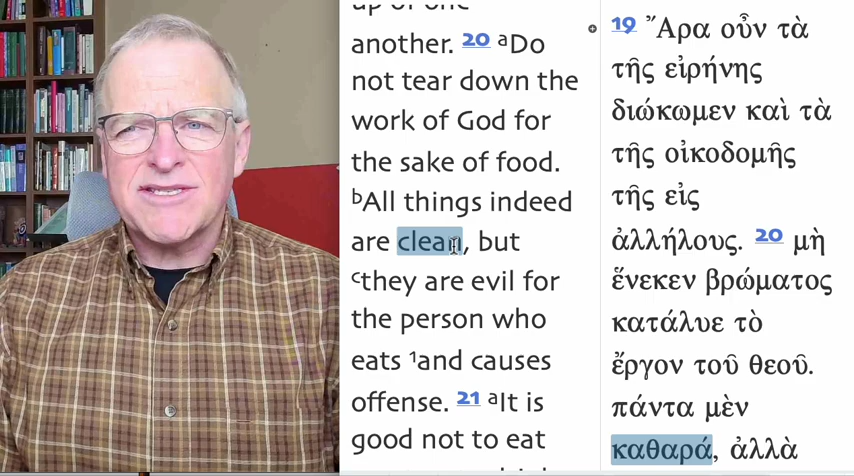 up of one
another. 20 ªDo
not tear down the
work of God for
the sake of food.
ᵇAll things indeed
are clean, but
ᶜthey are evil for
the person who
eats ¹and causes
offense. 21 ªIt is
good not to eat
19 Ἄρα οὖν τὰ
τῆς εἰρήνης
διώκωμεν καὶ τὰ
τῆς οἰκοδομῆς
τῆς εἰς
ἀλλήλους. 20 μὴ
ἕνεκεν βρώματος
κατάλυε τὸ
ἔργον τοῦ θεοῦ.
πάντα μὲν
καθαρά, ἀλλὰ